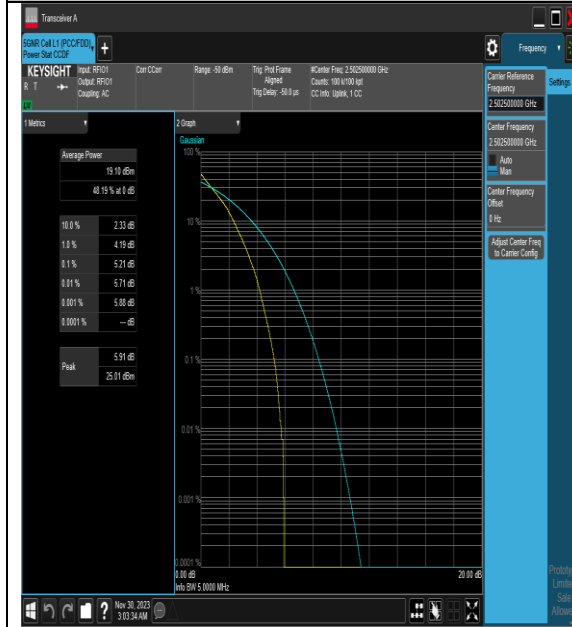 Transceiver A
5GNR Cell L1 (PCC/FDD)
Power Stat CCDF
KEYSIGHT
R T
LV
Input: RFIO1
Output: RFIO1
Coupling: AC
Corr CCorr
Range: -50 dBm
Trig: Prot Frame
Aligned
Trig Delay: -50.0 µs
#Center Freq: 2.502500000 GHz
Counts: 100 k/100 kpt
CC Info: Uplink, 1 CC
Frequency
Carrier Reference
Frequency
2.502500000 GHz
Settings
Center Frequency
2.502500000 GHz
Auto
Man
Center Frequency
Offset
0 Hz
Adjust Center Freq
to Carrier Config
1 Metrics
Average Power
19.10 dBm
48.19 % at 0 dB
10.0 % 2.33 dB
1.0 % 4.19 dB
0.1 % 5.21 dB
0.01 % 5.71 dB
0.001 % 5.88 dB
0.0001 % --- dB
Peak
5.91 dB
25.01 dBm
2 Graph
Gaussian
100 %
10 %
1 %
0.1 %
0.01 %
0.001 %
0.0001 %
0.00 dB 20.00 dB
Info BW 5.0000 MHz
Nov 30, 2023
3:03:34 AM